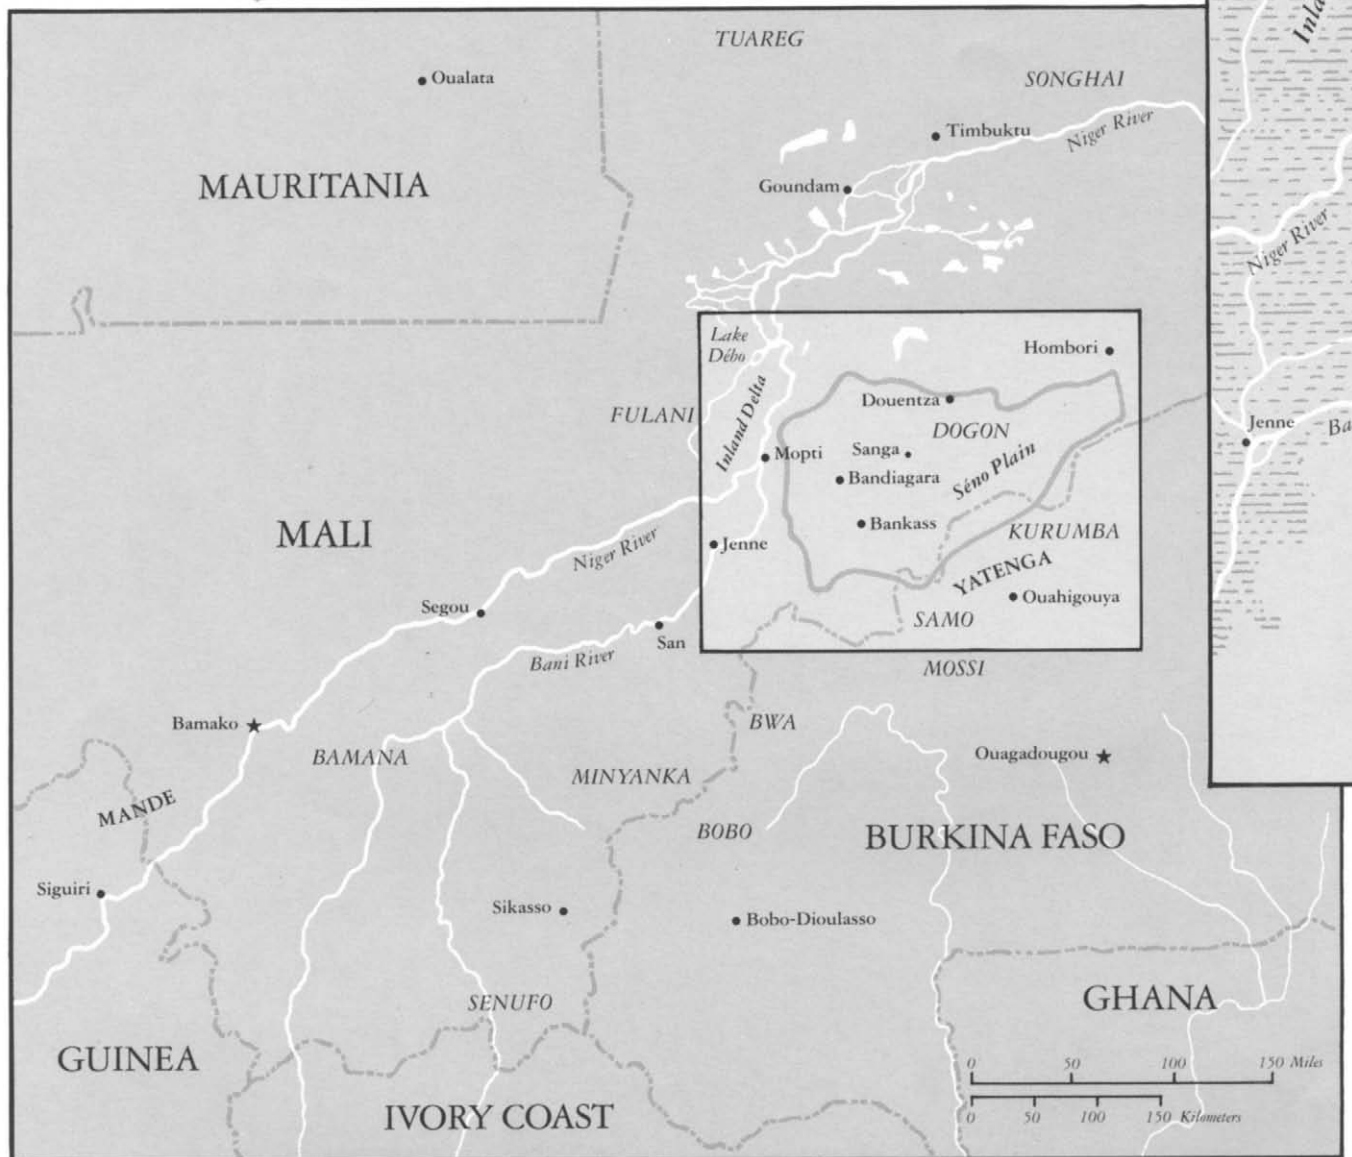 TUAREG
Oualata
SONGHAI
Timbuktu
Niger River
MAURITANIA
Goundam
Lake
Débo
Hombori
FULANI
Inland Delta
Douentza
DOGON
Mopti
Sanga
Bandiagara
Séno Plain
MALI
Bankass
KURUMBA
Niger River
Jenne
YATENGA
Segou
Ouahigouya
SAMO
San
Bani River
MOSSI
Bamako
BWA
BAMANA
Ouagadougou
MINYANKA
MANDE
BOBO
BURKINA FASO
Siguiri
Sikasso
Bobo-Dioulasso
SENUFO
GHANA
GUINEA
IVORY COAST
0 50 100 150 Miles
0 50 100 150 Kilometers
Niger River
Jenne